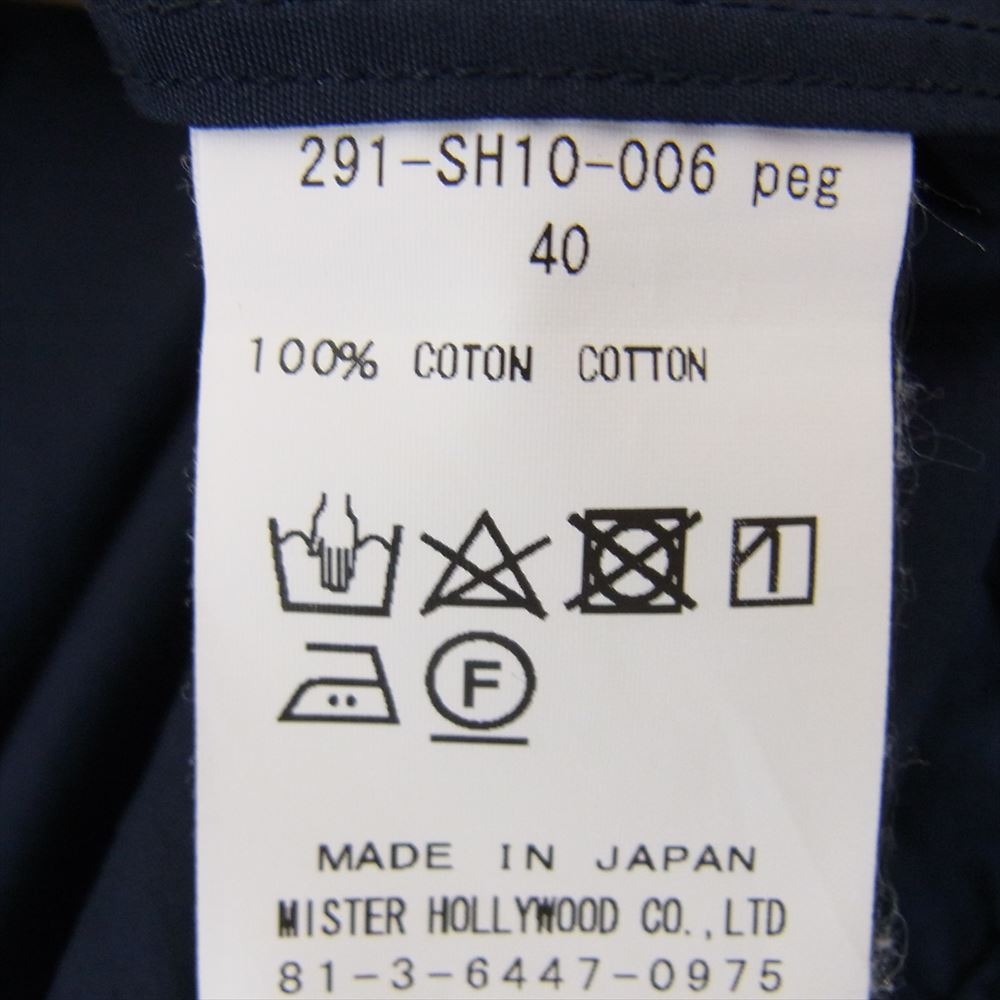 291-SH10-006 peg
40
100% COTON COTTON
F
MADE IN JAPAN
MISTER HOLLYWOOD CO.,LTD
81-3-6447-0975